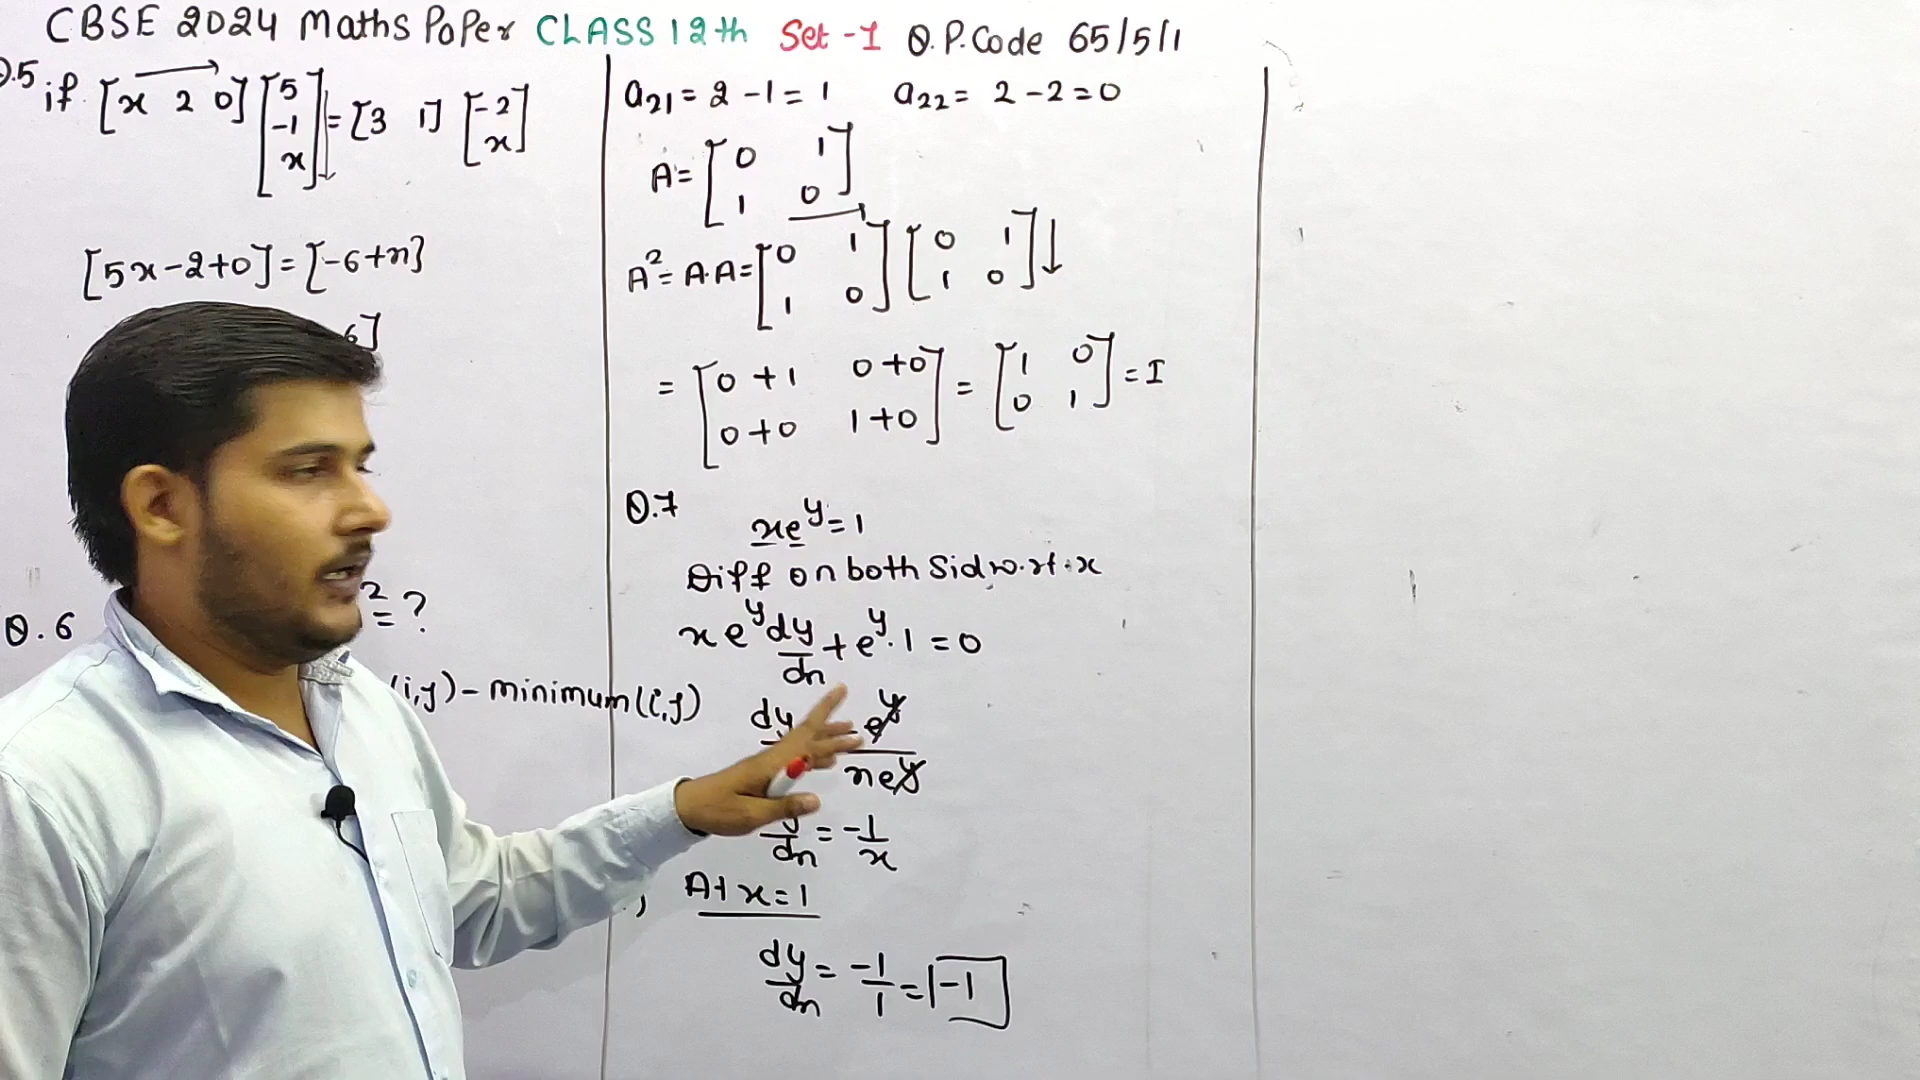 CBSE 2024 Maths Paper CLASS 12th Set -1 Q.P.Code 65/5/1
Q.5 if [x 2 0] [5 -1 x] = [3 1] [-2 x]
[5x-2+0] = [-6+x]
6]
Q.6 2 = ?
(i,j) - minimum(i,j)
a21 = 2 - 1 = 1 a22 = 2 - 2 = 0
A = [0 1
1 0]
A² = A.A = [0 1 [0 1
1 0] 1 0]
= [0+1 0+0 = [1 0 = I
0+0 1+0] 0 1]
Q.7
xe^y = 1
Diff on both Sid w.r.t.x
xe^y dy/dx + e^y.1 = 0
dy -e^y
xe^y
y/dx = -1/x
, At x=1
dy/dx = -1/1 = -1